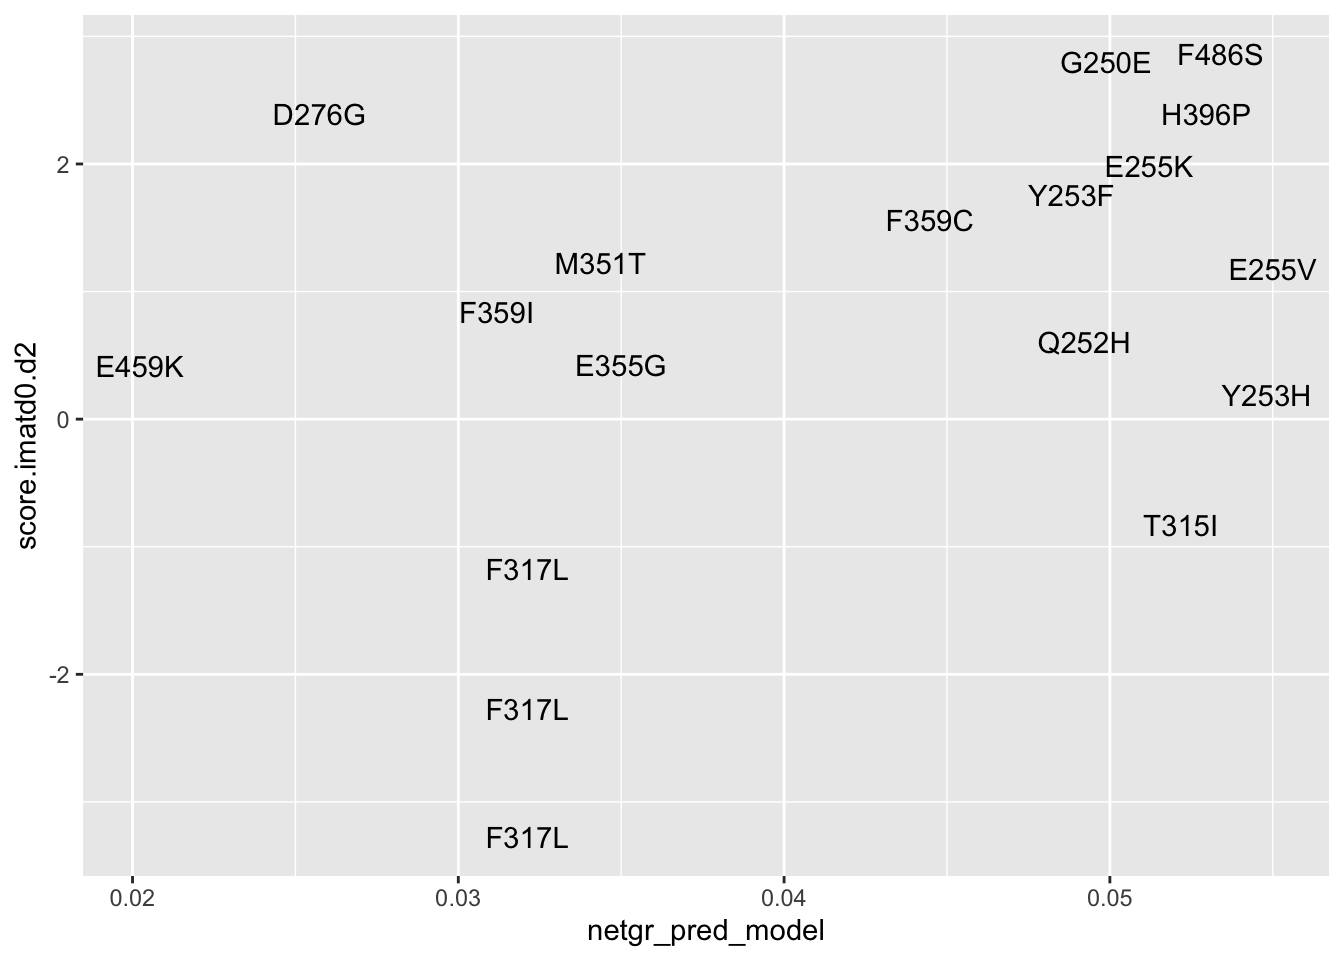 F486S
G250E
D276G
H396P
2
E255K
Y253F
F359C
M351T
E255V
F359I
Q252H
E459K
E355G
Y253H
0
score.imatd0.d2
T315I
F317L
-2
F317L
F317L
0.02
0.03
0.04
0.05
netgr_pred_model